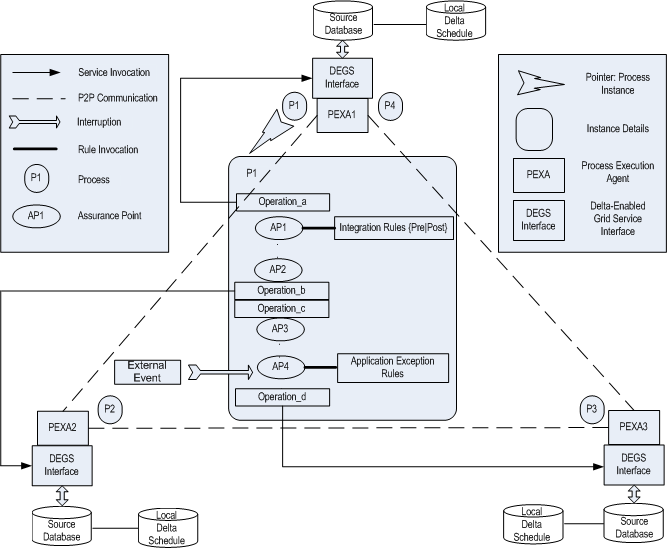 Source
Database
Local
Delta
Schedule
Service Invocation
P2P Communication
Interruption
Rule Invocation
P1
Process
AP1
Assurance Point
DEGS
Interface
P1
PEXA1
P4
Pointer: Process
Instance
Instance Details
PEXA
Process Execution
Agent
DEGS
Interface
Delta-Enabled
Grid Service
Interface
P1
Operation_a
AP1
Integration Rules {Pre|Post}
AP2
Operation_b
Operation_c
AP3
External
Event
AP4
Application Exception
Rules
Operation_d
P2
PEXA2
DEGS
Interface
Source
Database
Local
Delta
Schedule
P3
PEXA3
DEGS
Interface
Local
Delta
Schedule
Source
Database